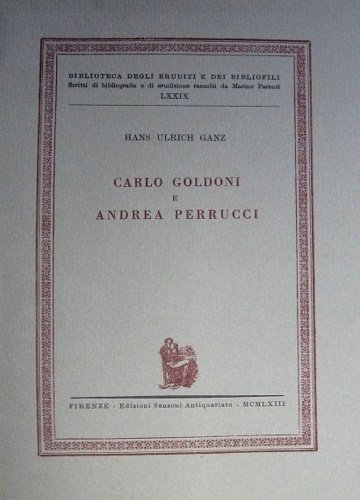 BIBLIOTECA DEGLI ERUDITI E DEI BIBLIOFILI
Scritti di bibliografia e di erudizione raccolti da Marino Parenti
LXXIX
HANS ULRICH GANZ
CARLO GOLDONI
E
ANDREA PERRUCCI
FIRENZE - Edizioni Sansoni Antiquariato - MCMLXIII